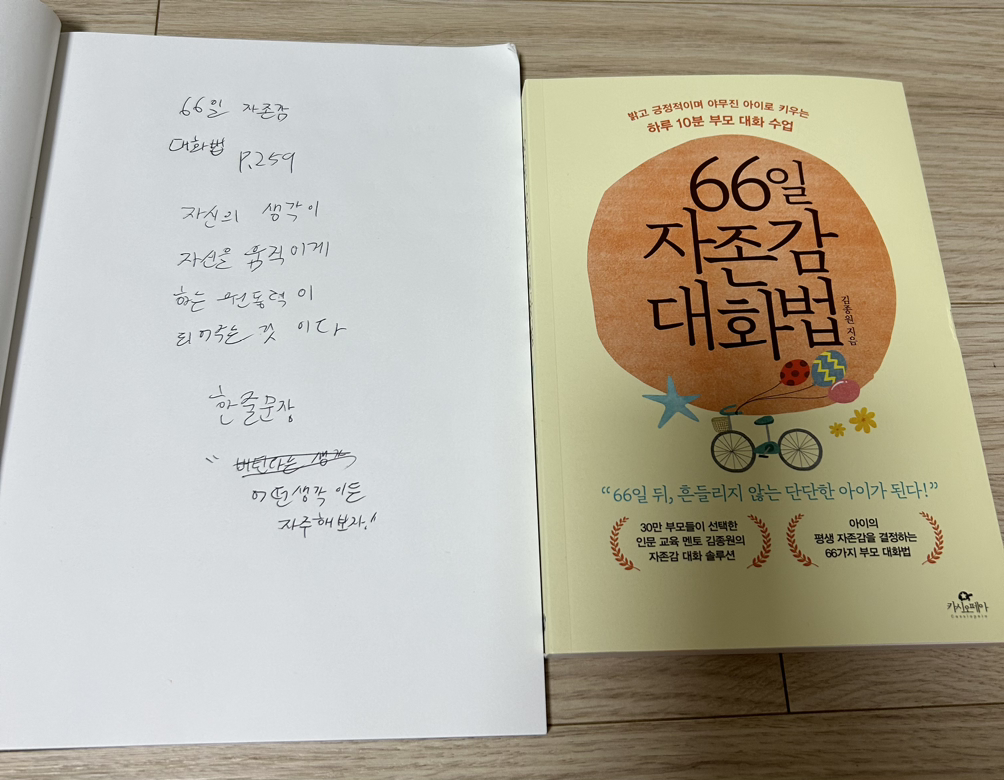 66일 자존감
대화법 P.259
자신의 생각이
자신을 움직이게
하는 원동력이
되어주는 것 이다
한줄문장
"
어떤생각 이든
자주해보자."
밝고 긍정적이며 야무진 아이로 키우는
하루 10분 부모 대화 수업
66일
자존감
대화법
김종원 지음
“66일 뒤, 흔들리지 않는 단단한 아이가 된다!”
30만 부모들이 선택한
인문 교육 멘토 김종원의
자존감 대화 솔루션
아이의
평생 자존감을 결정하는
66가지 부모 대화법
카시오페아
Cassiopeia